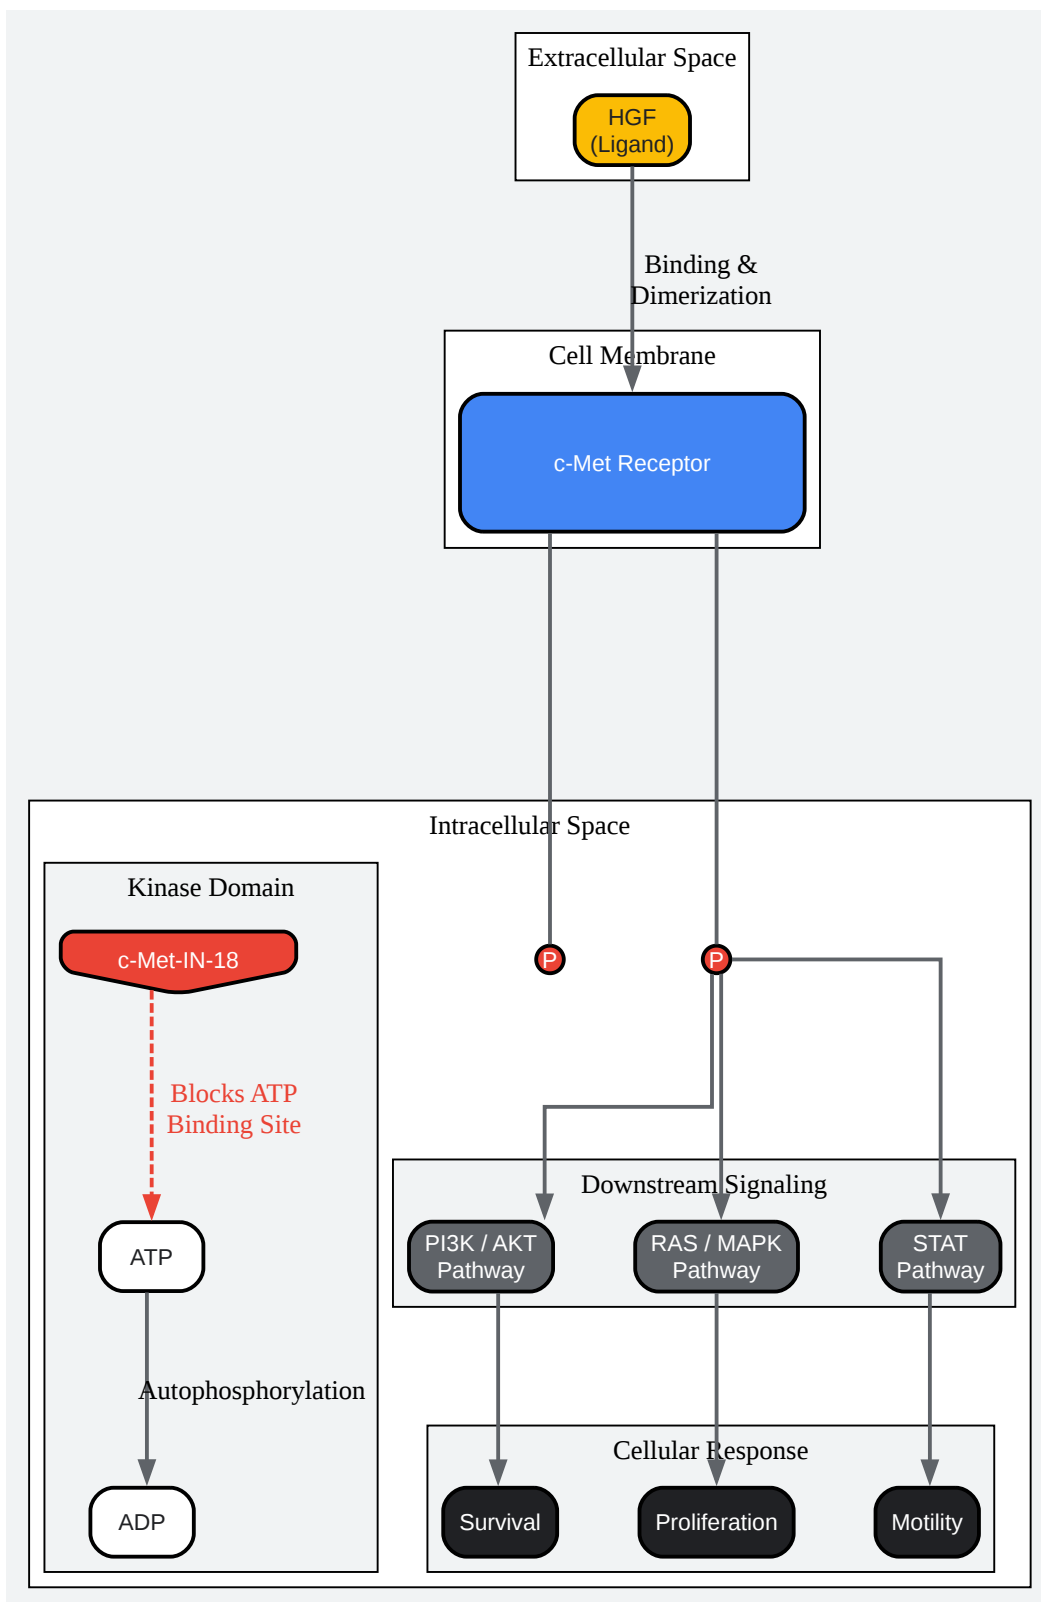 Extracellular Space
HGF
(Ligand)
Binding &
Dimerization
Cell Membrane
c-Met Receptor
Intracellular Space
Kinase Domain
c-Met-IN-18
P
P
Blocks ATP
Binding Site
Downstream Signaling
ATP
PI3K / AKT
Pathway
RAS / MAPK
Pathway
STAT
Pathway
Autophosphorylation
Cellular Response
ADP
Survival
Proliferation
Motility